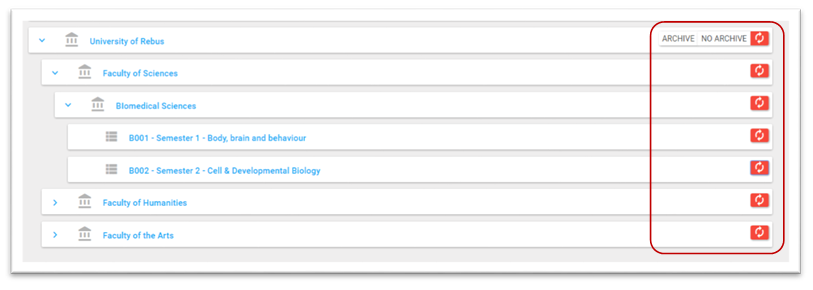 University of Rebus ARCHIVE NO ARCHIVE
Faculty of Sciences
BIomedical Sciences
B001 - Semester 1 - Body, brain and behaviour
B002 - Semester 2 - Cell & Developmental Biology
Faculty of Humanities
Faculty of the Arts